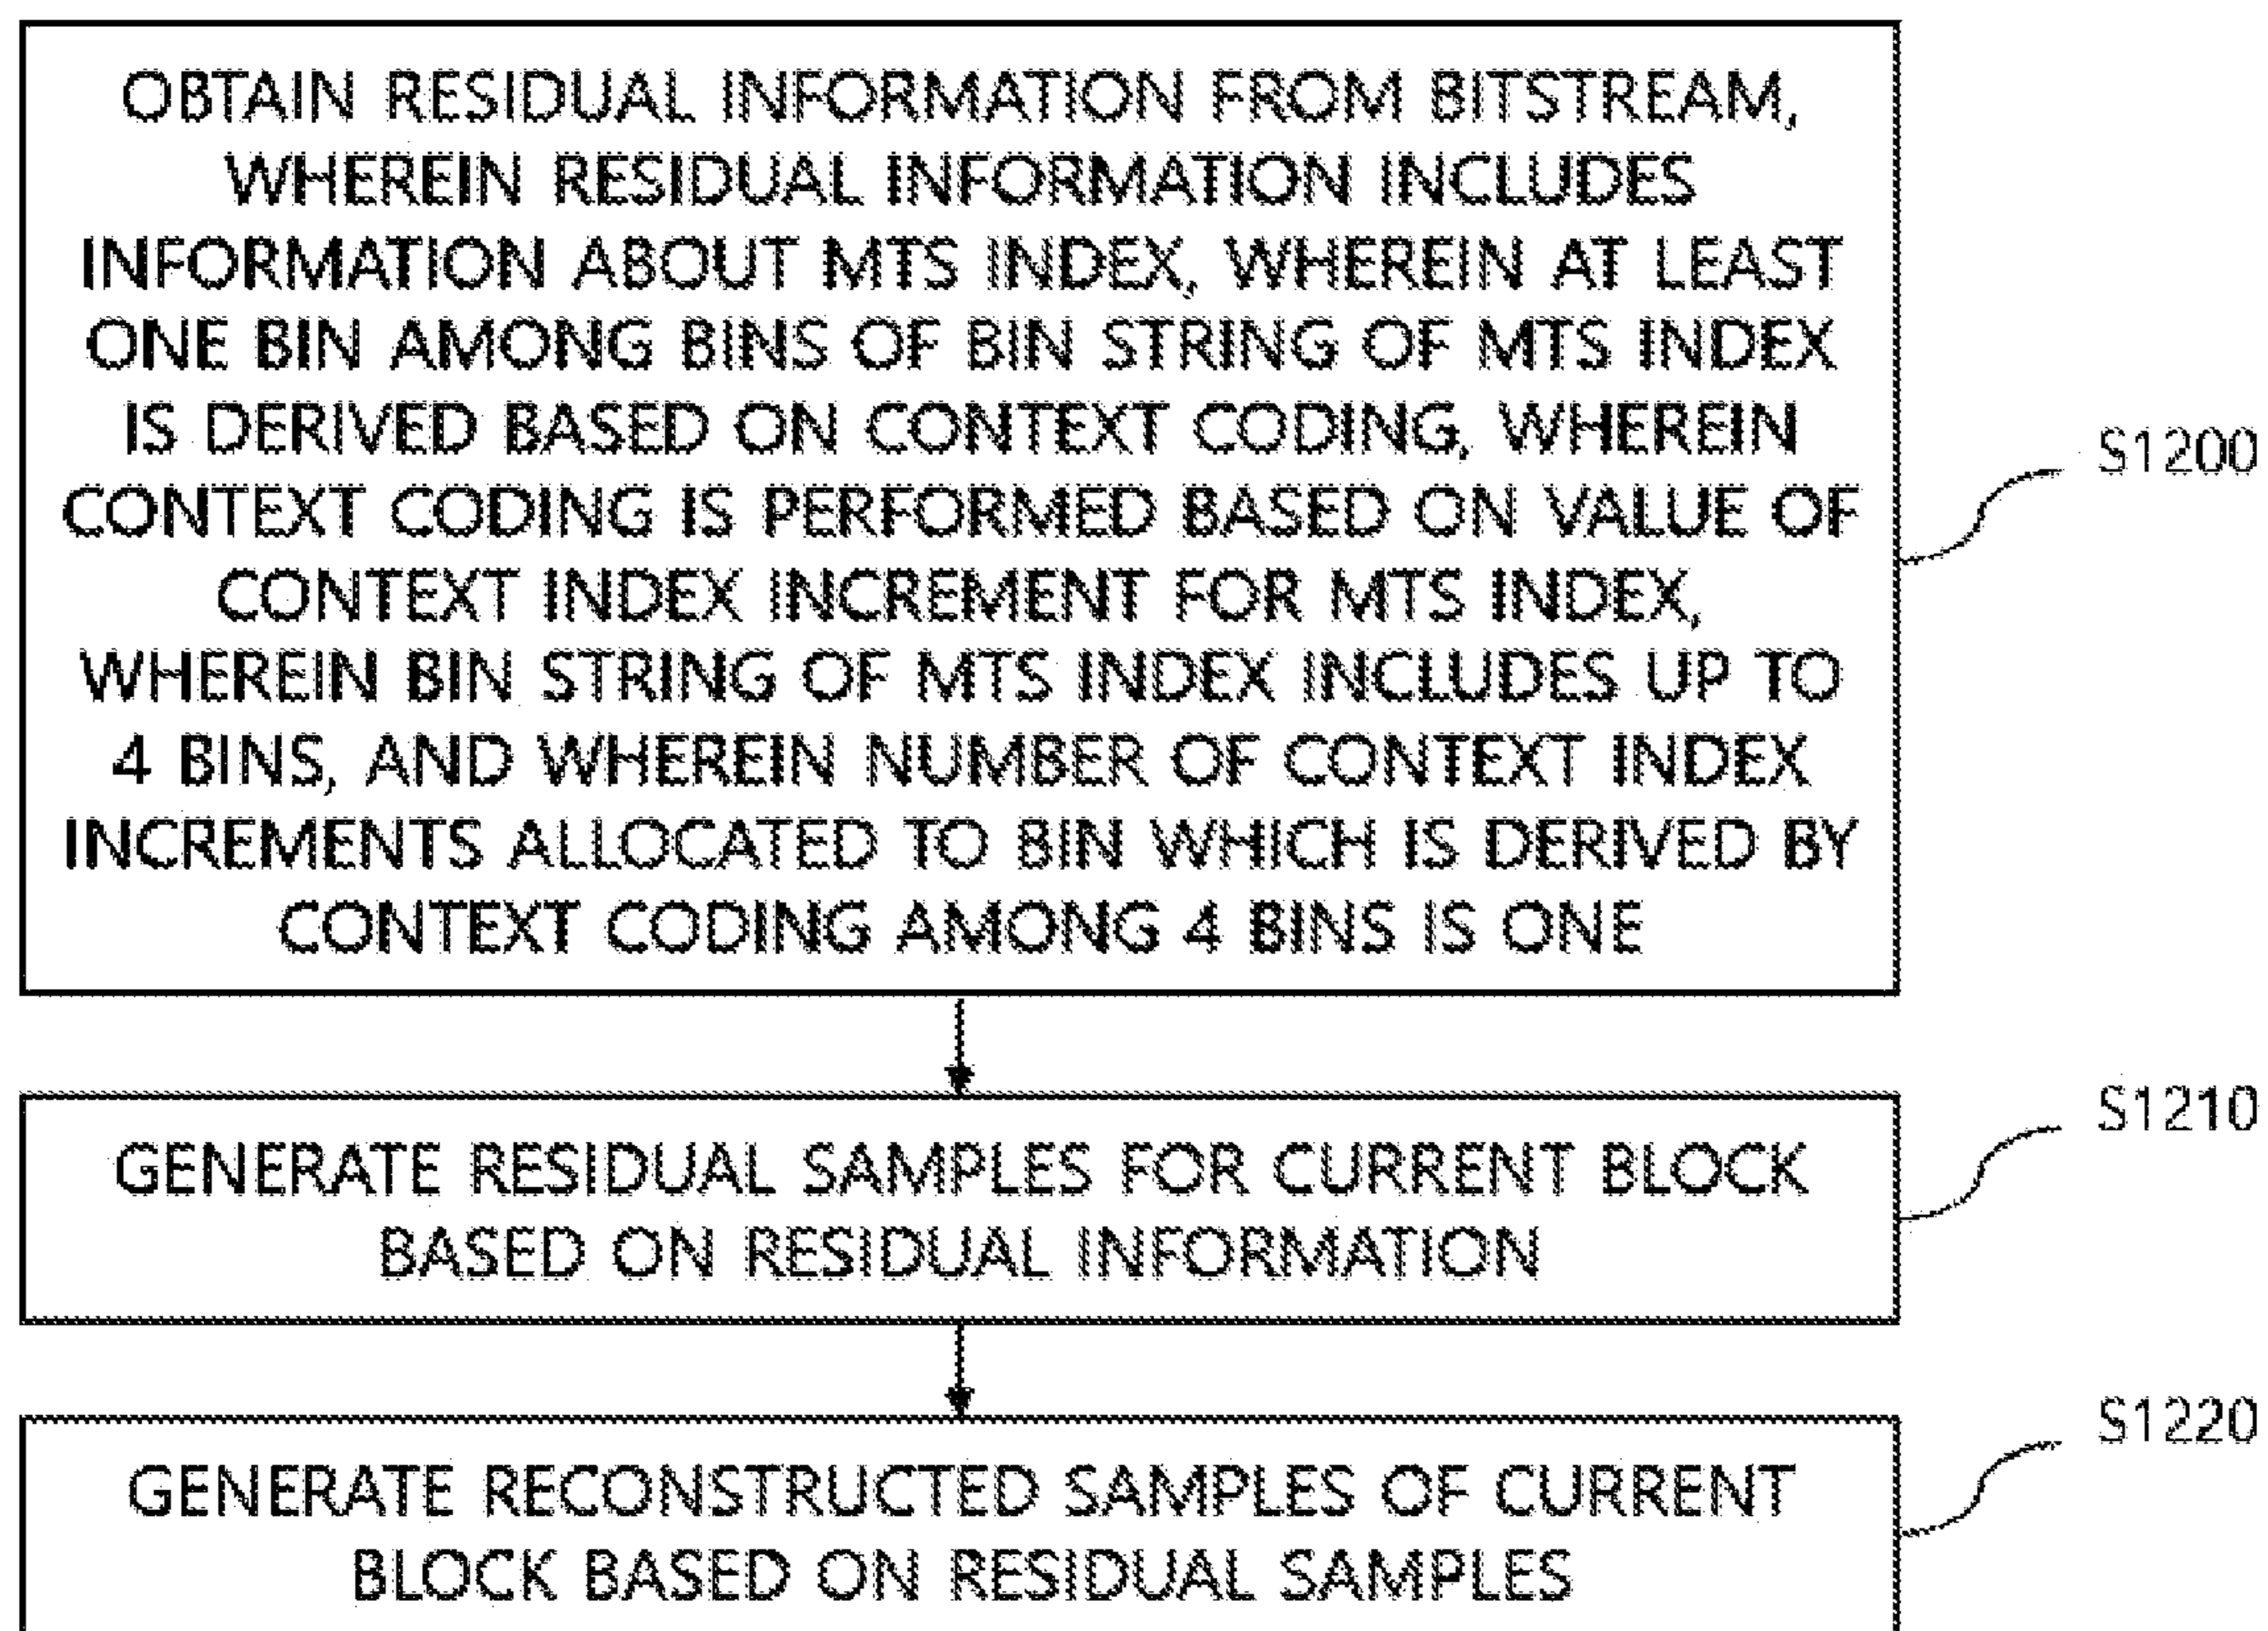 OBTAIN RESIDUAL INFORMATION FROM BITSTREAM,
WHEREIN RESIDUAL INFORMATION INCLUDES
INFORMATION ABOUT MTS INDEX, WHEREIN AT LEAST
ONE BIN AMONG BINS OF BIN STRING OF MTS INDEX
IS DERIVED BASED ON CONTEXT CODING, WHEREIN
CONTEXT CODING IS PERFORMED BASED ON VALUE OF
CONTEXT INDEX INCREMENT FOR MTS INDEX,
WHEREIN BIN STRING OF MTS INDEX INCLUDES UP TO
4 BINS, AND WHEREIN NUMBER OF CONTEXT INDEX
INCREMENTS ALLOCATED TO BIN WHICH IS DERIVED BY
CONTEXT CODING AMONG 4 BINS IS ONE
S1200
GENERATE RESIDUAL SAMPLES FOR CURRENT BLOCK
BASED ON RESIDUAL INFORMATION
S1210
GENERATE RECONSTRUCTED SAMPLES OF CURRENT
BLOCK BASED ON RESIDUAL SAMPLES
S1220